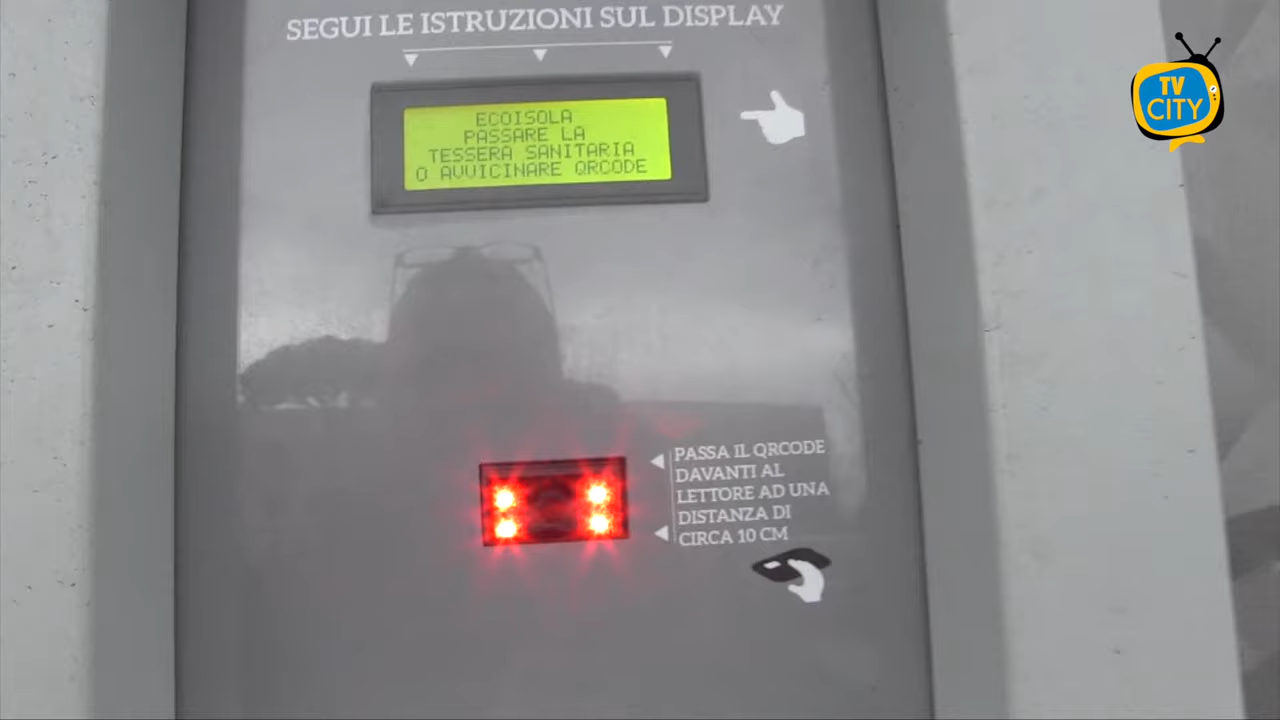 SEGUI LE ISTRUZIONI SUL DISPLAY
ECOISOLA
PASSARE LA
TESSERA SANITARIA
O AVVICINARE QRCODE
PASSA IL QRCODE
DAVANTI AL
LETTORE AD UNA
DISTANZA DI
CIRCA 10 CM
TV
CITY